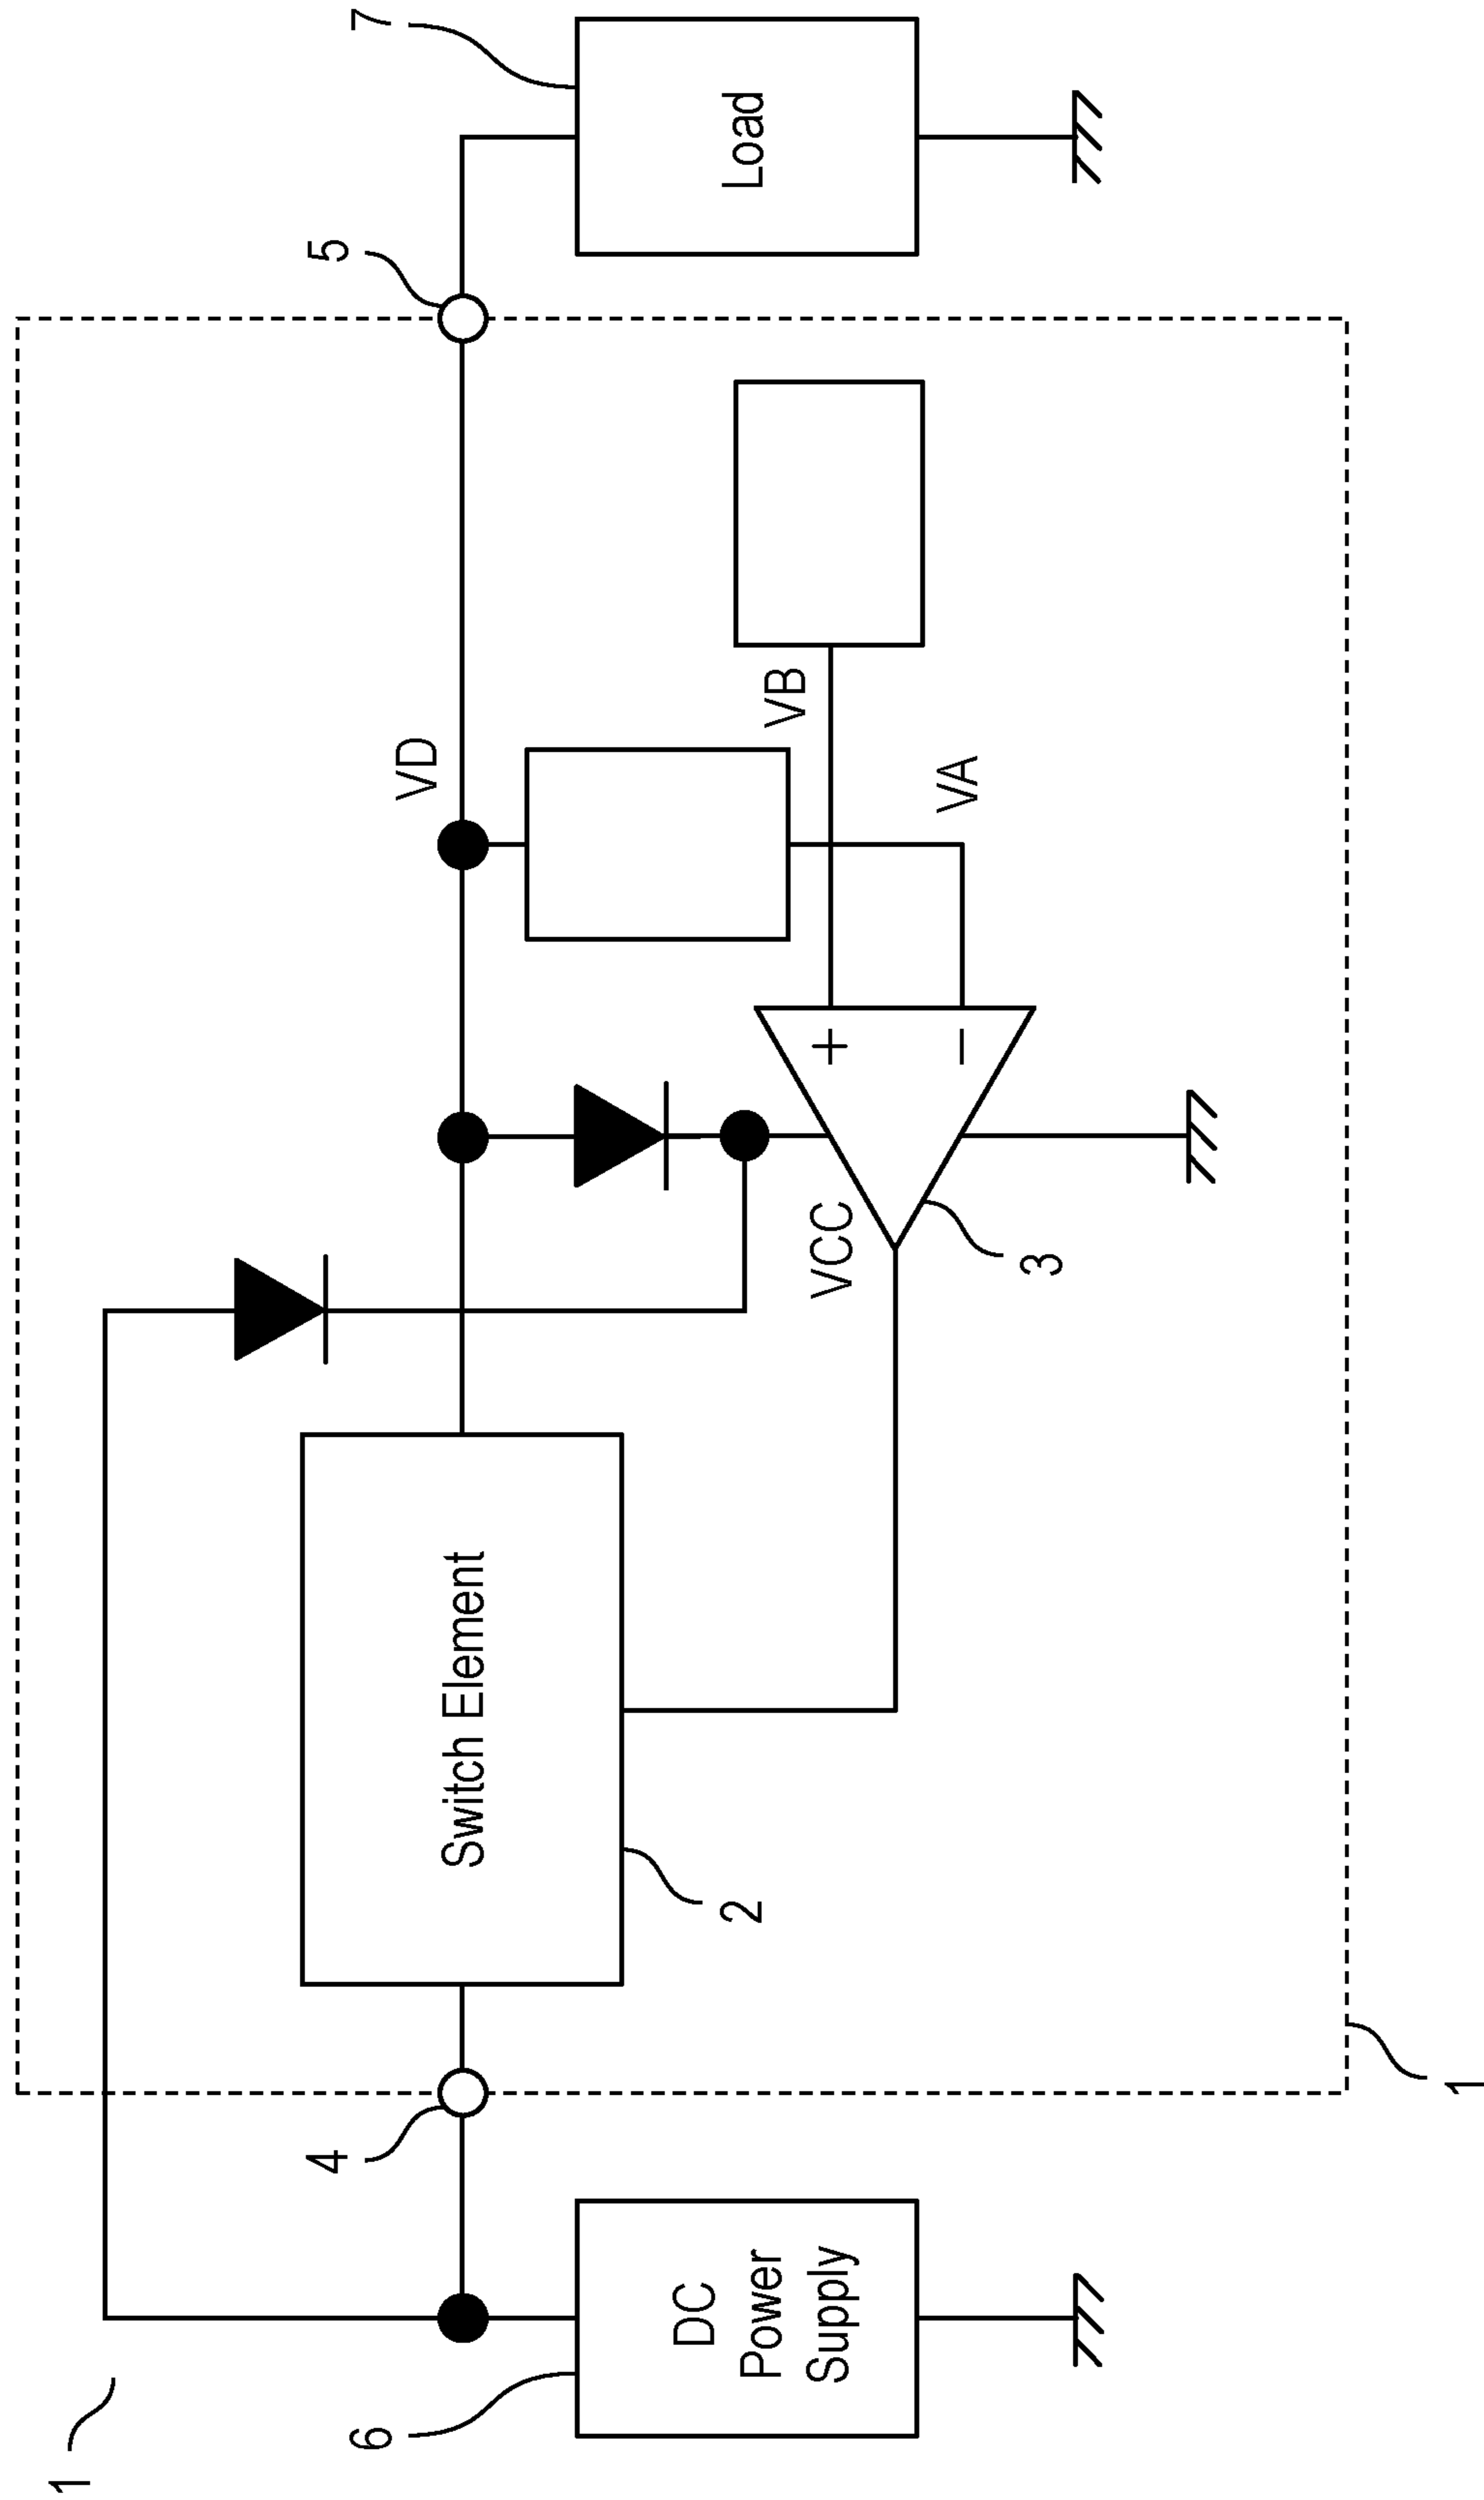 1
4
5
6
7
VD
Switch Element
DC
Power
Supply
Load
2
VB
VCC
VA
+
−
3
1